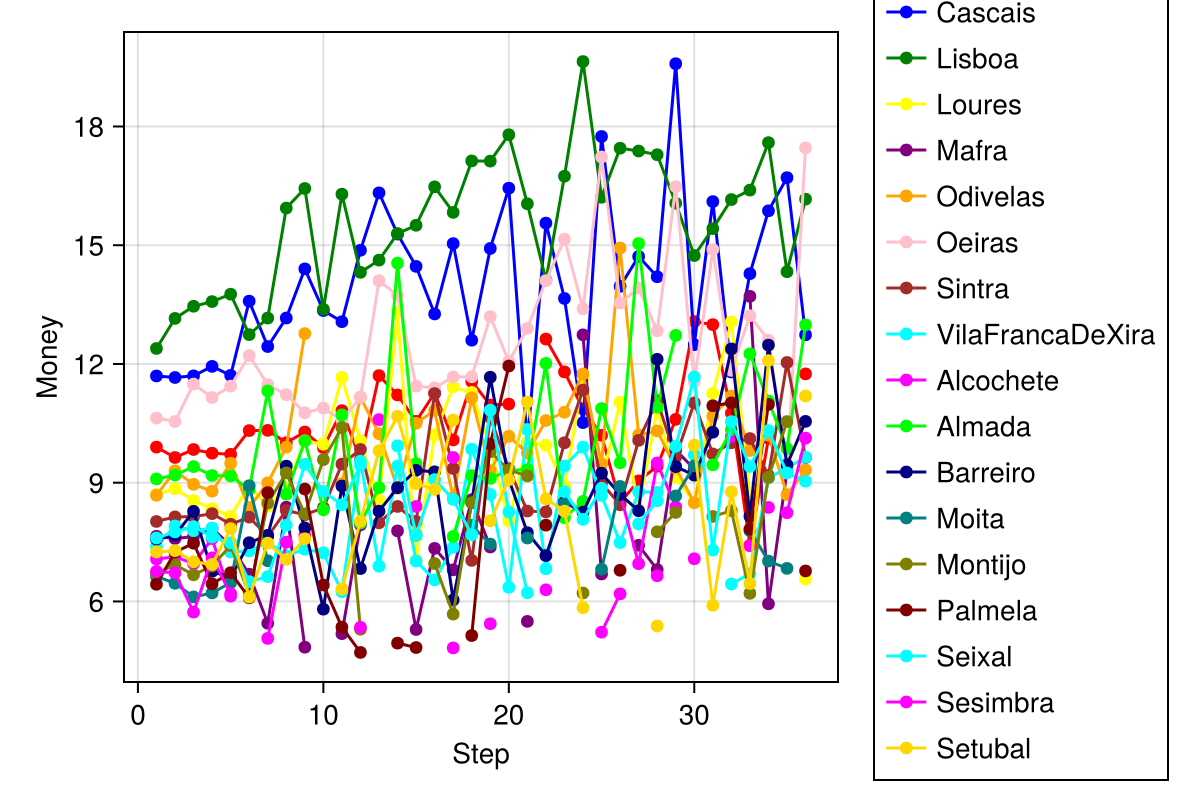 18
15
12
9
6
0
10
20
30
Money
Step
Cascais
Lisboa
Loures
Mafra
Odivelas
Oeiras
Sintra
VilaFrancaDeXira
Alcochete
Almada
Barreiro
Moita
Montijo
Palmela
Seixal
Sesimbra
Setubal